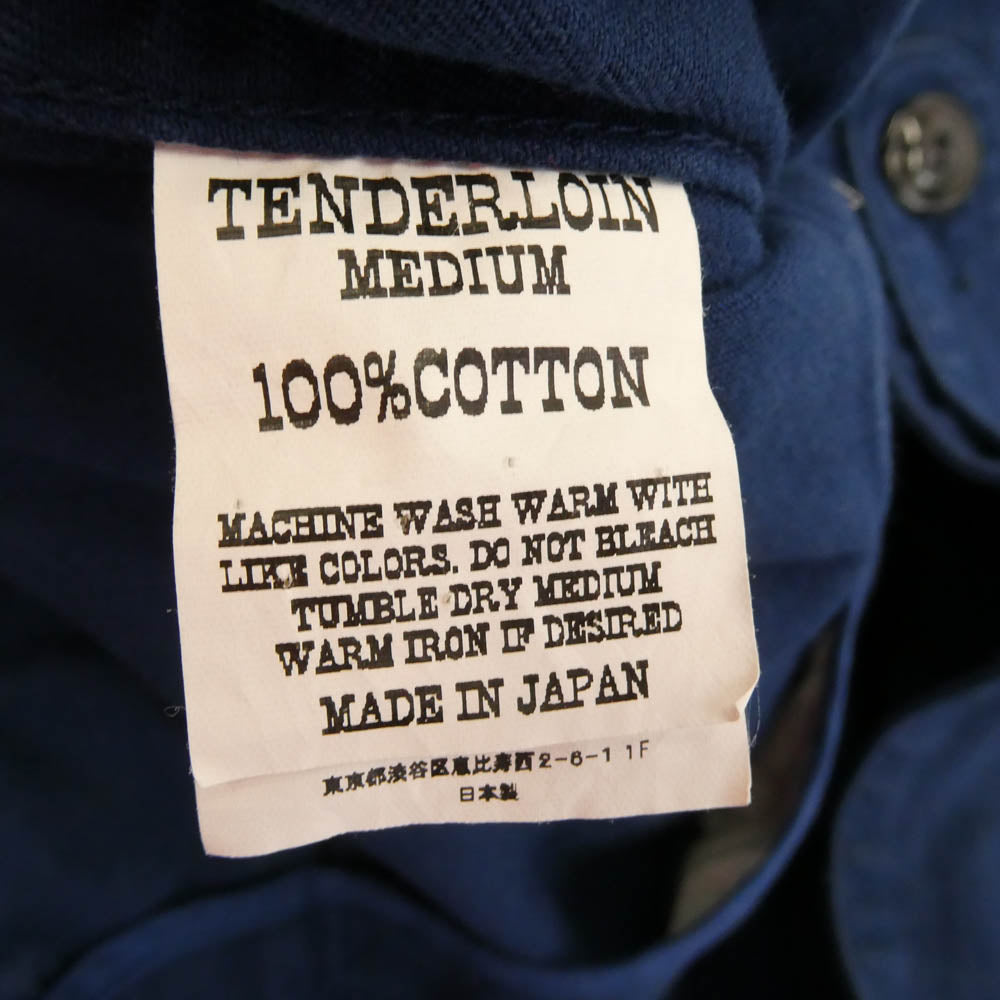 TENDERLOIN
MEDIUM
100%COTTON
MACHINE WASH WARM WITH
LIKE COLORS. DO NOT BLEACH
TUMBLE DRY MEDIUM
WARM IRON IF DESIRED
MADE IN JAPAN
東京都渋谷区恵比寿西2-6-1 1F
日本製